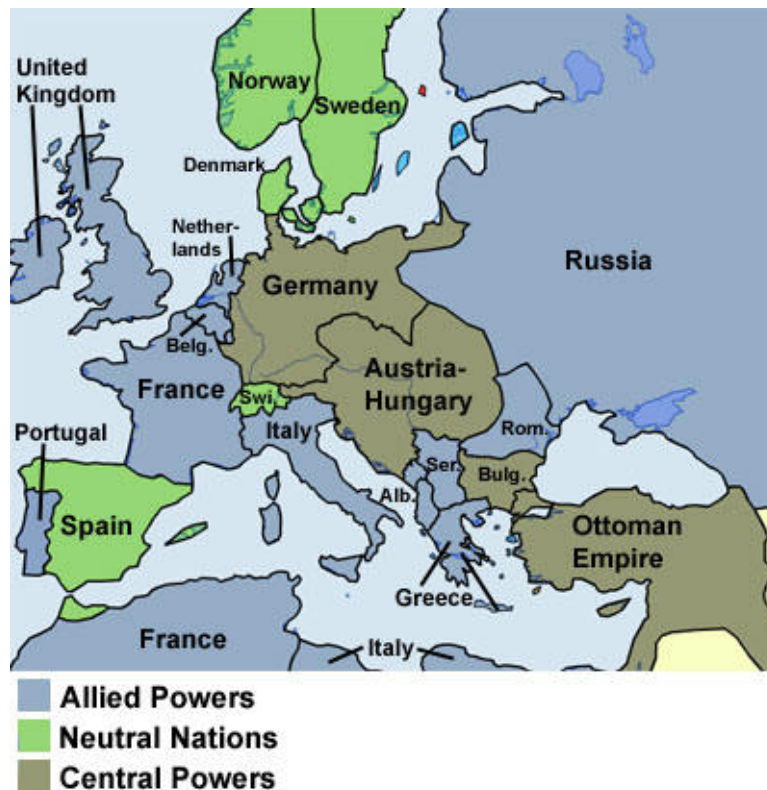 United
Kingdom
Norway
Sweden
Denmark
Nether-
lands
Russia
Germany
Belg.
Austria-
Hungary
France
Swi.
Portugal
Italy
Rom.
Ser.
Bulg.
Alb.
Spain
Ottoman
Empire
Greece
France
Italy
Allied Powers
Neutral Nations
Central Powers